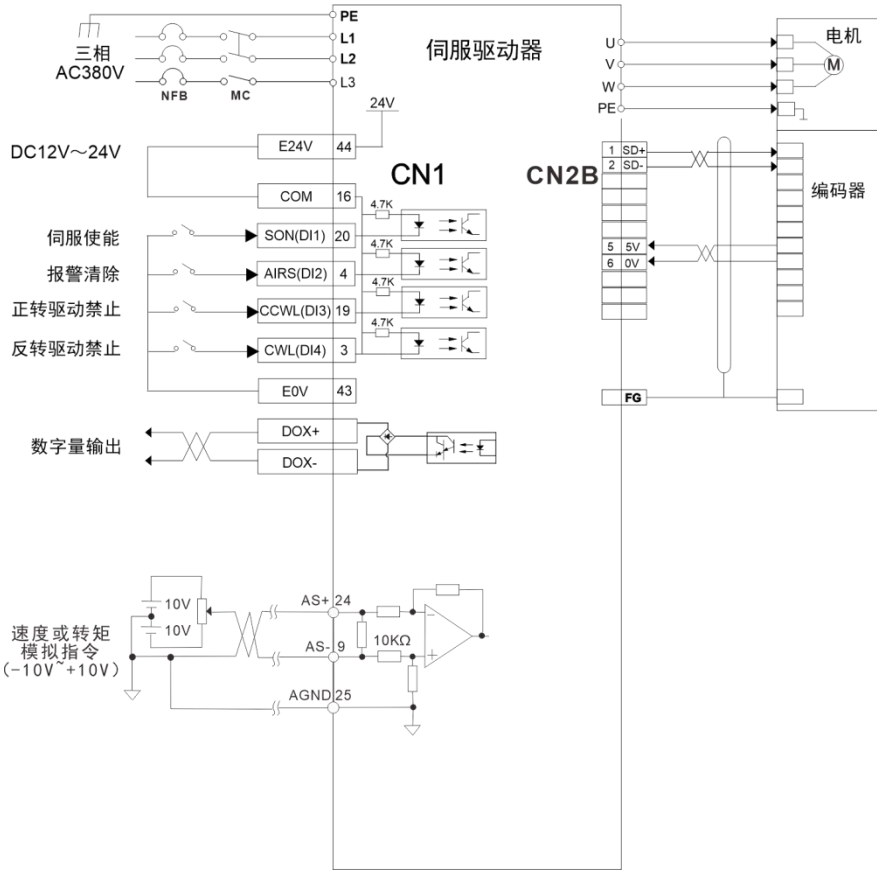 PE
L1
L2
L3
三相
AC380V
NFB
MC
伺服驱动器
U
V
W
PE
电机
M
24V
DC12V～24V
E24V 44
COM 16
CN1
CN2B
4.7K
伺服使能
SON(DI1) 20
4.7K
报警清除
AIRS(DI2) 4
4.7K
正转驱动禁止
CCWL(DI3) 19
4.7K
反转驱动禁止
CWL(DI4) 3
E0V 43
1 SD+
2 SD-
5 5V
6 0V
FG
编码器
数字量输出
DOX+
DOX-
10V
10V
速度或转矩
模拟指令
(-10V~+10V)
AS+ 24
AS- 9
10KΩ
AGND 25